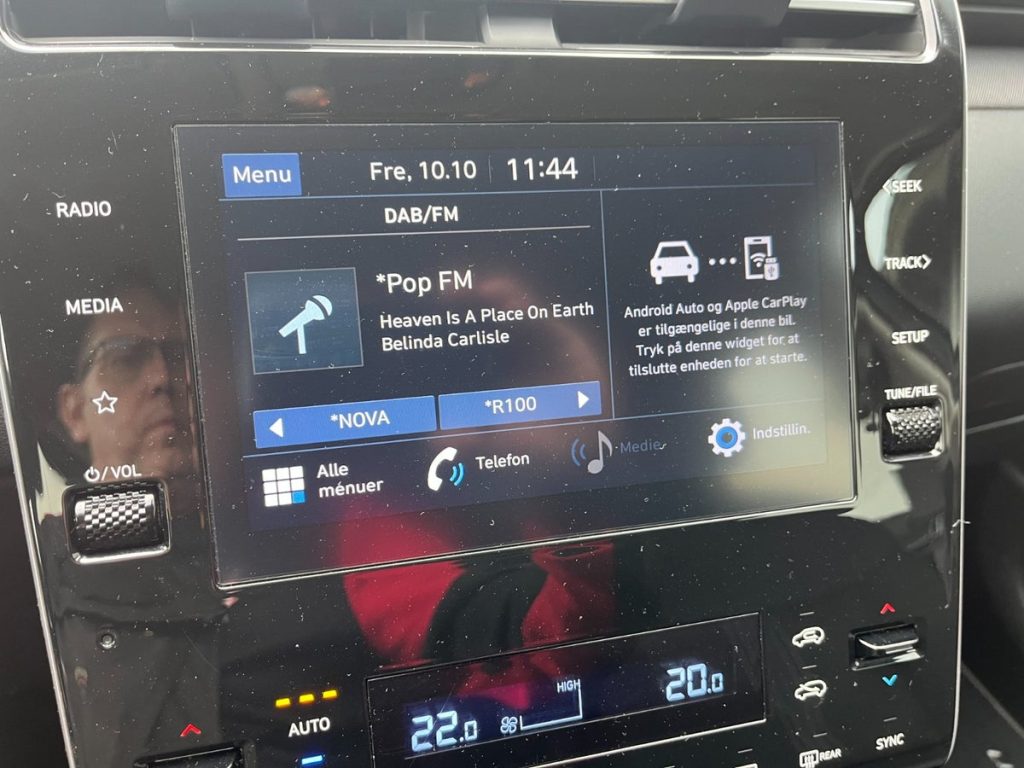 Menu
Fre, 10.10
11:44
RADIO
DAB/FM
<SEEK
MEDIA
*Pop FM
Heaven Is A Place On Earth
Belinda Carlisle
Android Auto og Apple CarPlay
er tilgængelige i denne bil.
Tryk på denne widget for at
tilslutte enheden for at starte.
TRACK>
SETUP
TUNE/FILE
*NOVA
*R100
/VOL
Alle
ménuer
Telefon
Medie
Indstillin.
AUTO
22.0
HIGH
20.0
REAR
SYNC